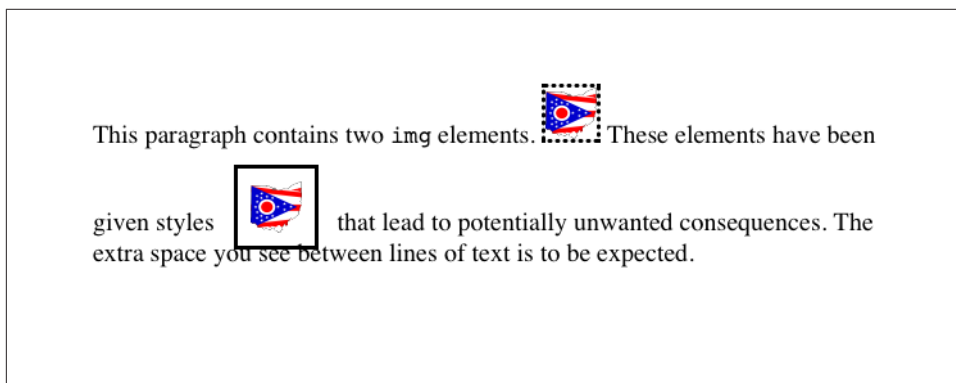 This paragraph contains two img elements. These elements have been
given styles that lead to potentially unwanted consequences. The
extra space you see between lines of text is to be expected.